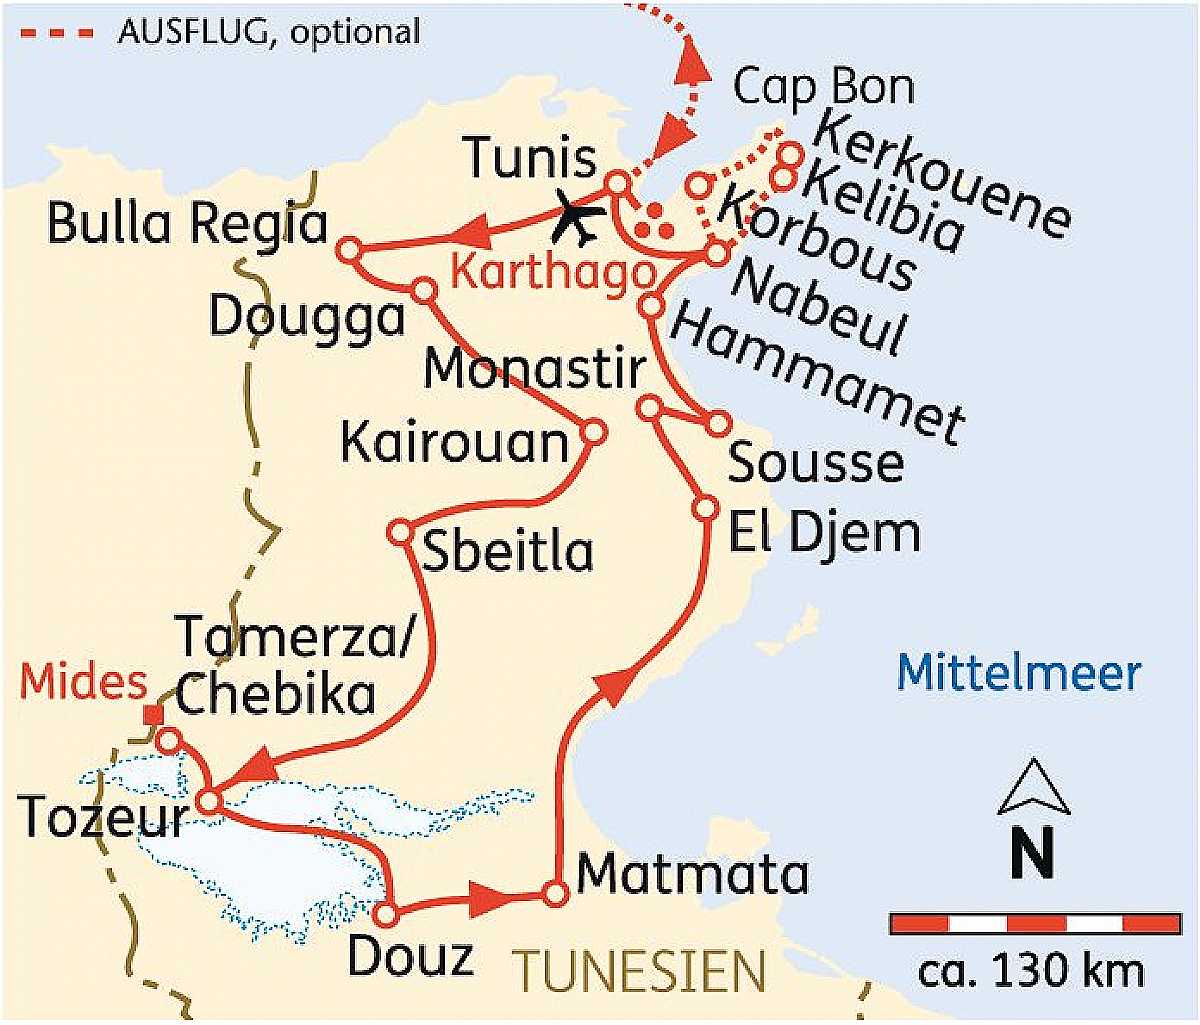 AUSFLUG, optional
Cap Bon
Kerkouene
Tunis
Kelibia
Korbous
Bulla Regia
Karthago
Nabeul
Dougga
Hammamet
Monastir
Kairouan
Sousse
El Djem
Sbeitla
Tamerza/
Chebika
Mides
Mittelmeer
Tozeur
N
Matmata
Douz
TUNESIEN
ca. 130 km